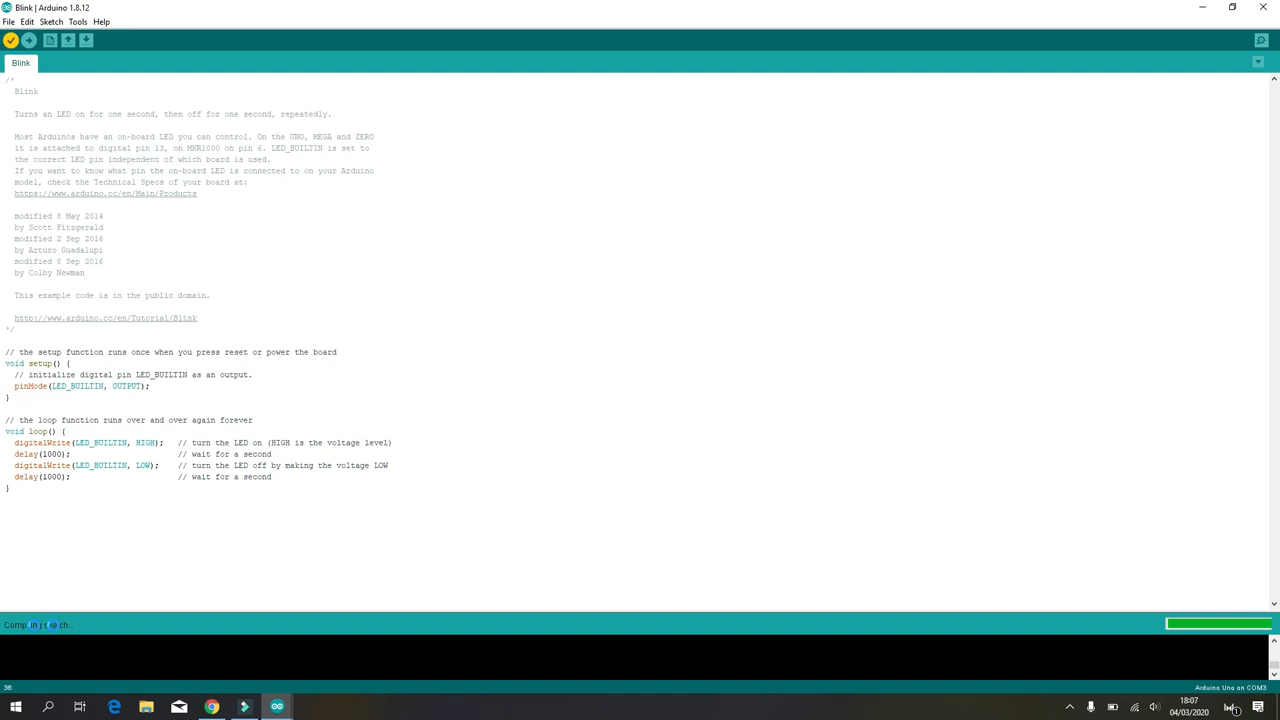 Blink | Arduino 1.8.12
File Edit Sketch Tools Help
Blink
/*
Blink
Turns an LED on for one second, then off for one second, repeatedly.
Most Arduinos have an on-board LED you can control. On the UNO, MEGA and ZERO
it is attached to digital pin 13, on MKR1000 on pin 6. LED_BUILTIN is set to
the correct LED pin independent of which board is used.
If you want to know what pin the on-board LED is connected to on your Arduino
model, check the Technical Specs of your board at:
https://www.arduino.cc/en/Main/Products
modified 8 May 2014
by Scott Fitzgerald
modified 2 Sep 2016
by Arturo Guadalupi
modified 8 Sep 2016
by Colby Newman
This example code is in the public domain.
http://www.arduino.cc/en/Tutorial/Blink
*/
// the setup function runs once when you press reset or power the board
void setup() {
// initialize digital pin LED_BUILTIN as an output.
pinMode(LED_BUILTIN, OUTPUT);
}
// the loop function runs over and over again forever
void loop() {
digitalWrite(LED_BUILTIN, HIGH); // turn the LED on (HIGH is the voltage level)
delay(1000); // wait for a second
digitalWrite(LED_BUILTIN, LOW); // turn the LED off by making the voltage LOW
delay(1000); // wait for a second
}
Compiling sketch...
36
Arduino Uno on COM3
18:07
04/03/2020
1